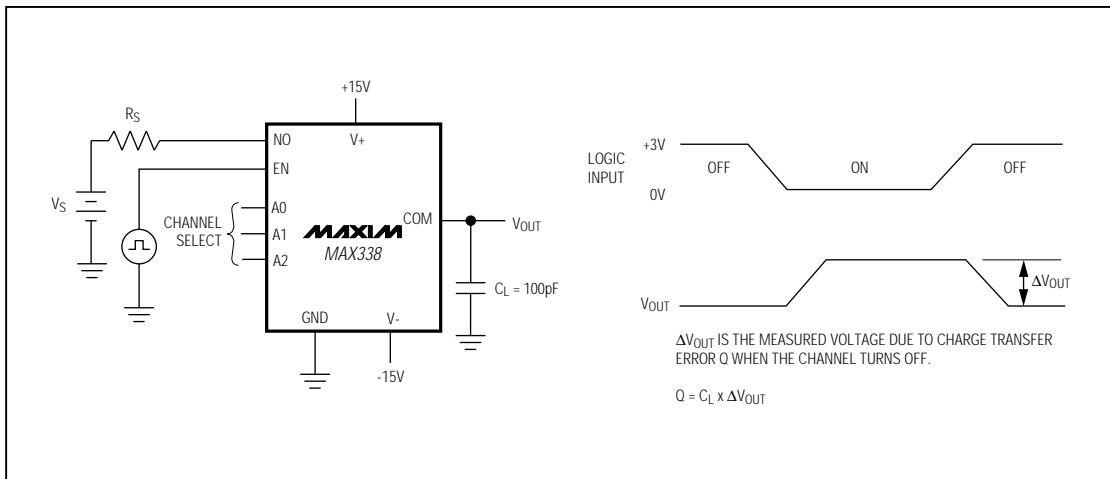 +15V
RS
NO
V+
EN
VS
A0
CHANNEL
SELECT
A1
A2
MAXIM
MAX338
COM
VOUT
CL = 100pF
GND
V-
-15V
LOGIC
INPUT
+3V
0V
OFF
ON
OFF
VOUT
ΔVOUT
ΔVOUT IS THE MEASURED VOLTAGE DUE TO CHARGE TRANSFER
ERROR Q WHEN THE CHANNEL TURNS OFF.
Q = CL x ΔVOUT